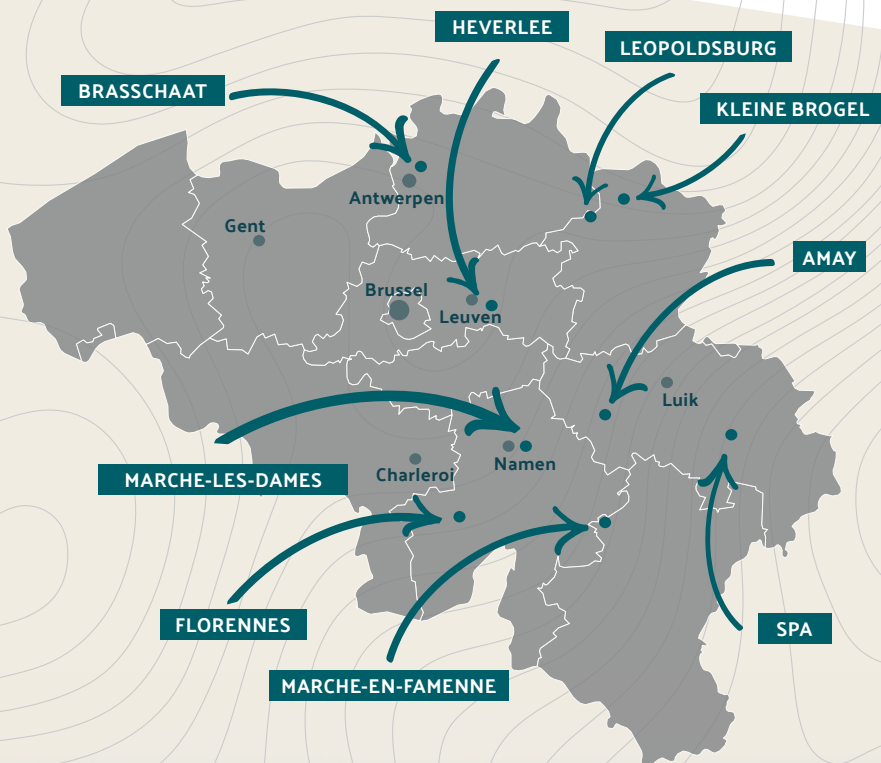 HEVERLEE
LEOPOLDSBURG
BRASSCHAAT
KLEINE BROGEL
Antwerpen
Gent
AMAY
Brussel
Leuven
Luik
Namen
Charleroi
MARCHE-LES-DAMES
FLORENNES
SPA
MARCHE-EN-FAMENNE